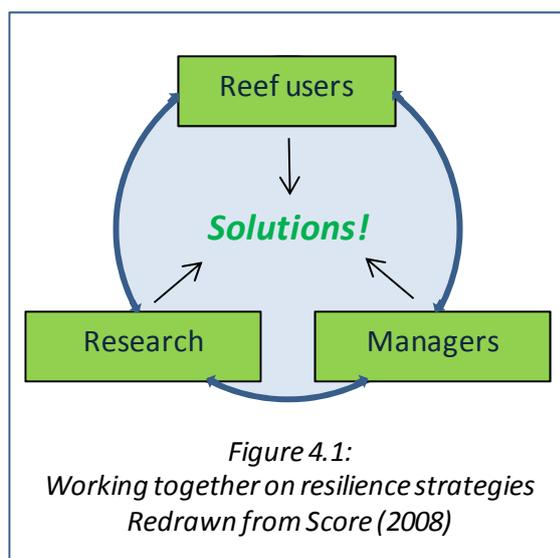 Reef users
Solutions!
Research
Managers
Figure 4.1:
Working together on resilience strategies
Redrawn from Score (2008)